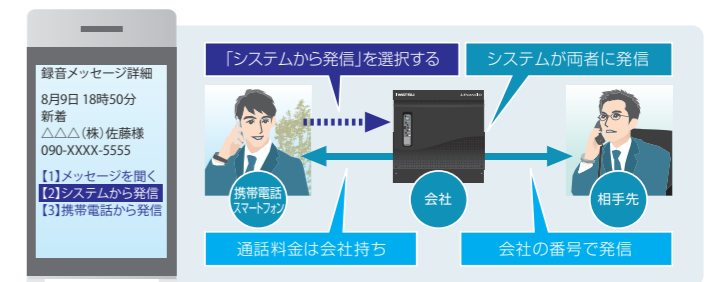 録音メッセージ詳細
8月9日 18時50分
新着
△△△(株)佐藤様
090-XXX-5555
【1】メッセージを聞く
【2】システムから発信
【3】携帯電話から発信
「システムから発信」を選択する
システムが両者に発信
IWATSU
携帯電話
スマートフォン
会社
相手先
通話料金は会社持ち
会社の番号で発信